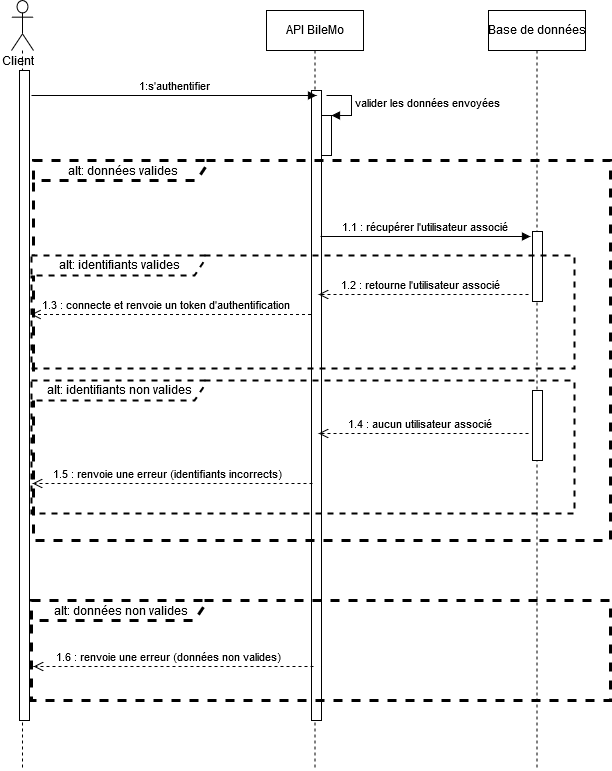 Client
API BileMo
Base de données
1:s'authentifier
valider les données envoyées
alt: données valides
1.1 : récupérer l'utilisateur associé
alt: identifiants valides
1.2 : retourne l'utilisateur associé
1.3 : connecte et renvoie un token d'authentification
alt: identifiants non valides
1.4 : aucun utilisateur associé
1.5 : renvoie une erreur (identifiants incorrects)
alt: données non valides
1.6 : renvoie une erreur (données non valides)